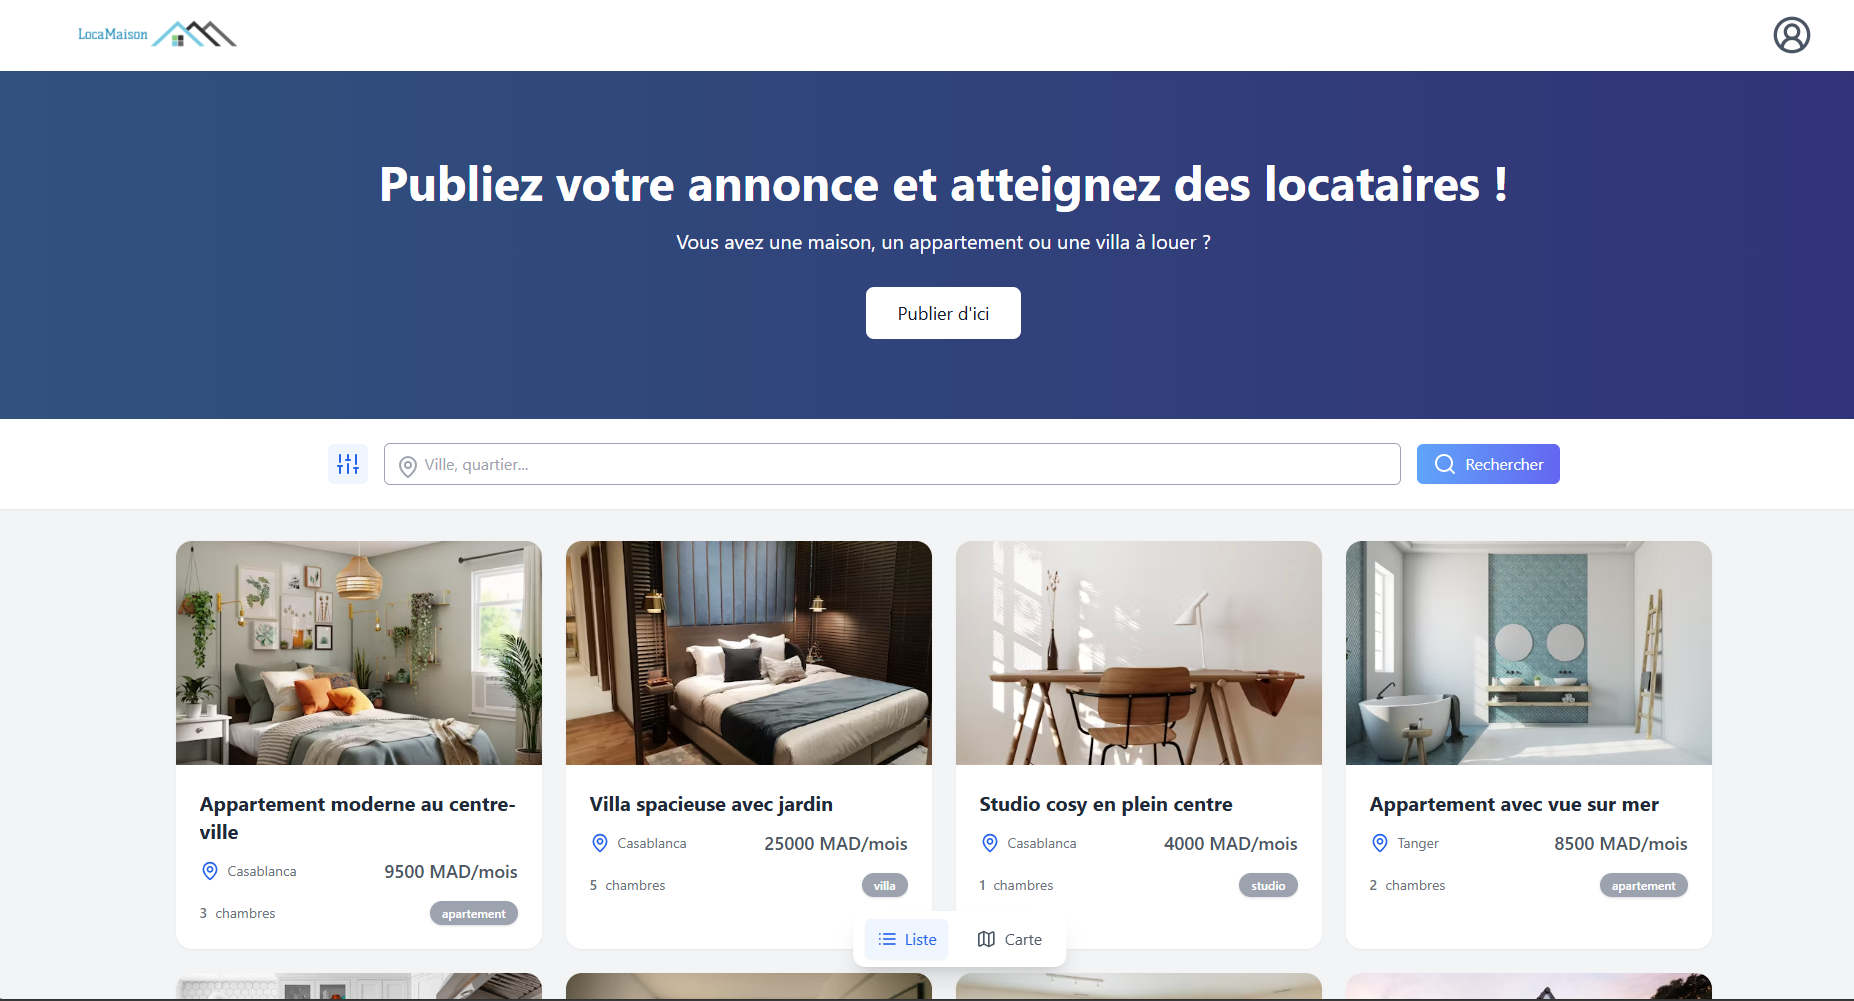 LocaMaison
Publiez votre annonce et atteignez des locataires !
Vous avez une maison, un appartement ou une villa à louer ?
Publier d'ici
Ville, quartier...
Rechercher
Appartement moderne au centre-
ville
Casablanca
9500 MAD/mois
3 chambres
apartement
Villa spacieuse avec jardin
Casablanca
25000 MAD/mois
5 chambres
villa
Studio cosy en plein centre
Casablanca
4000 MAD/mois
1 chambres
studio
Appartement avec vue sur mer
Tanger
8500 MAD/mois
2 chambres
apartement
Liste
Carte